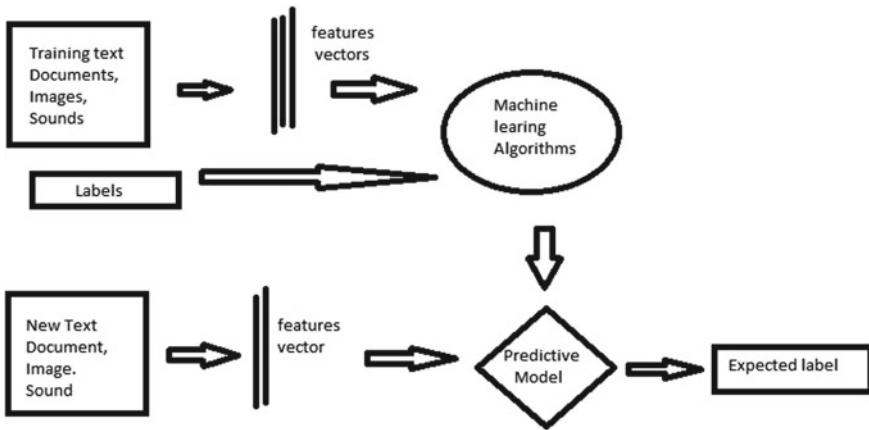 Training text
Documents,
Images,
Sounds
features
vectors
Machine
learing
Algorithms
Labels
New Text
Document,
Image.
Sound
features
vector
Predictive
Model
Expected label